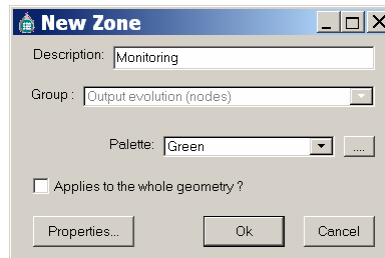 New Zone
Description: Monitoring
Group : Output evolution (nodes)
Palette: Green ....
Applies to the whole geometry ?
Properties... Ok Cancel